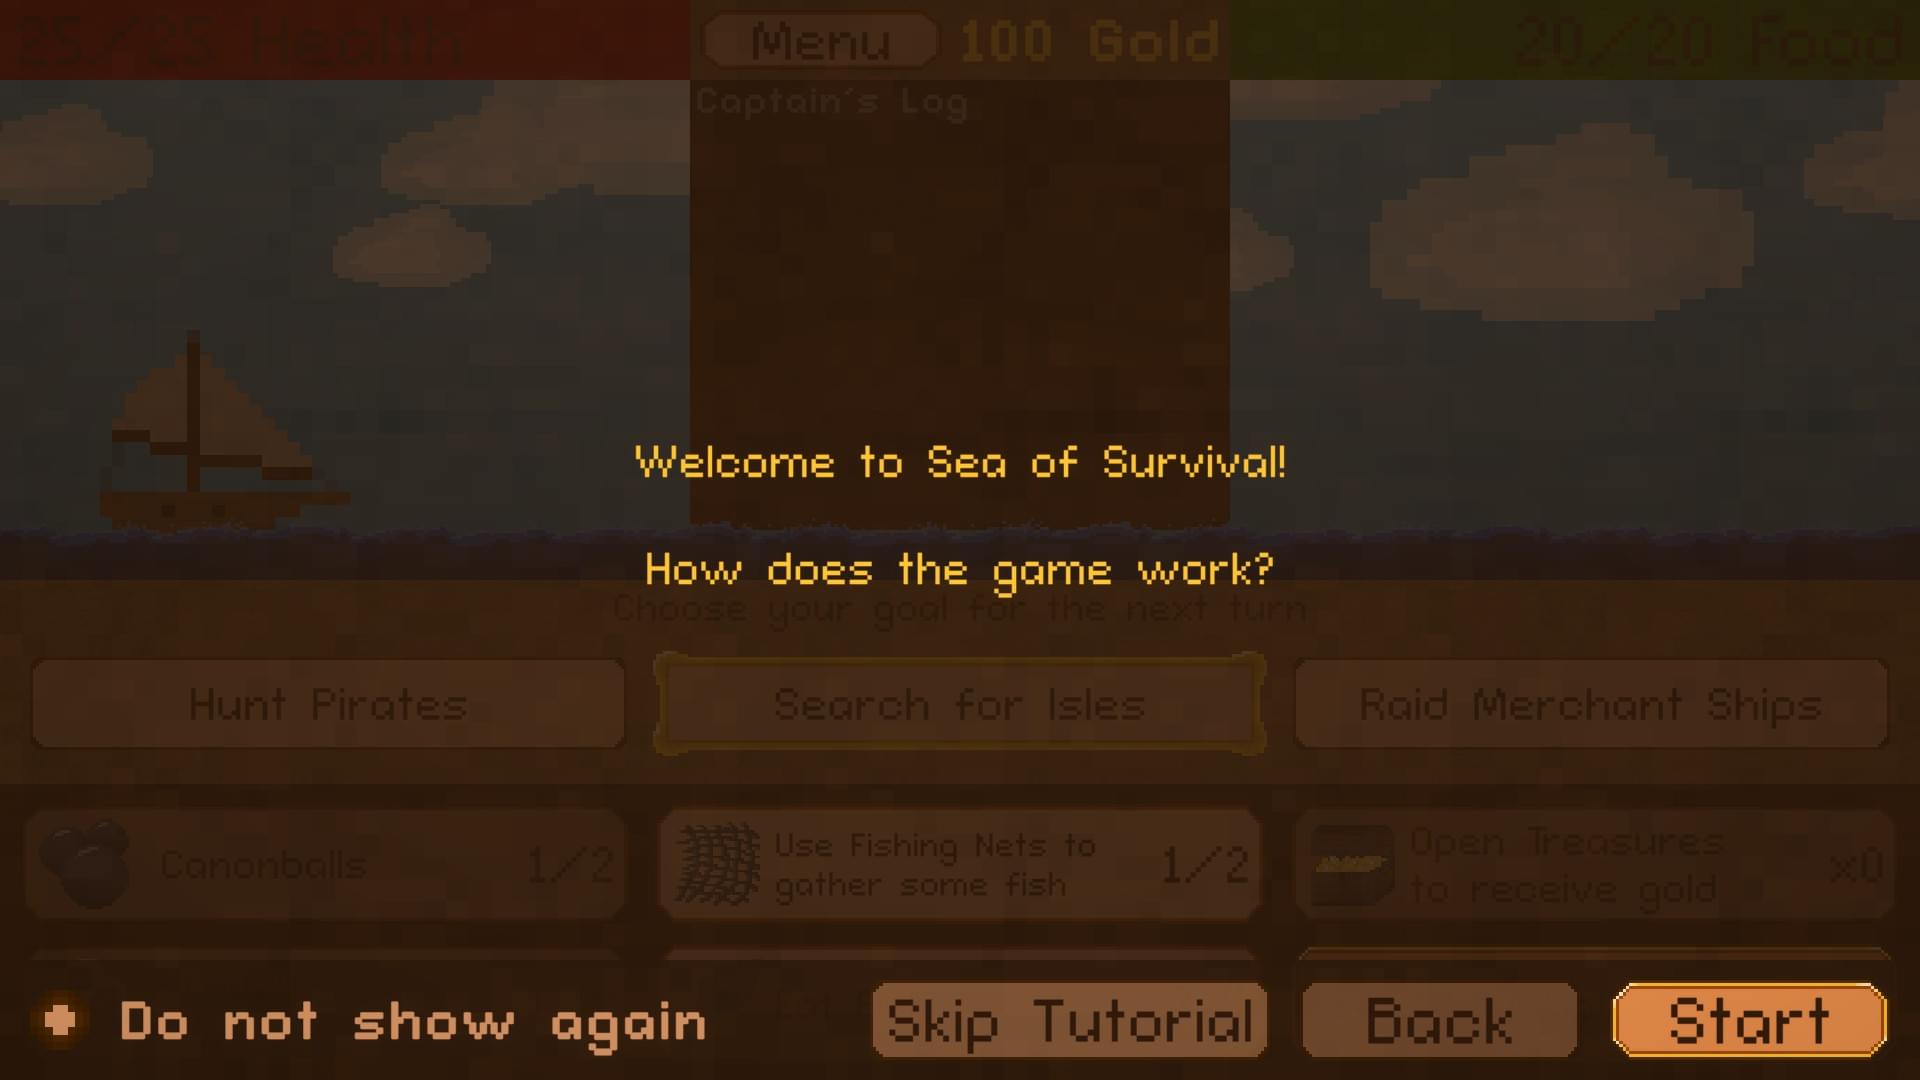 25/25 Health
Menu
100 Gold
20/20 Food
Captain's Log
Welcome to Sea of Survival!
How does the game work?
Choose your goal for the next turn
Hunt Pirates
Search for Isles
Raid Merchant Ships
Canonballs
1/2
Use Fishing Nets to
gather some fish
1/2
Open Treasures
to receive gold
x0
Do not show again
Skip Tutorial
Back
Start